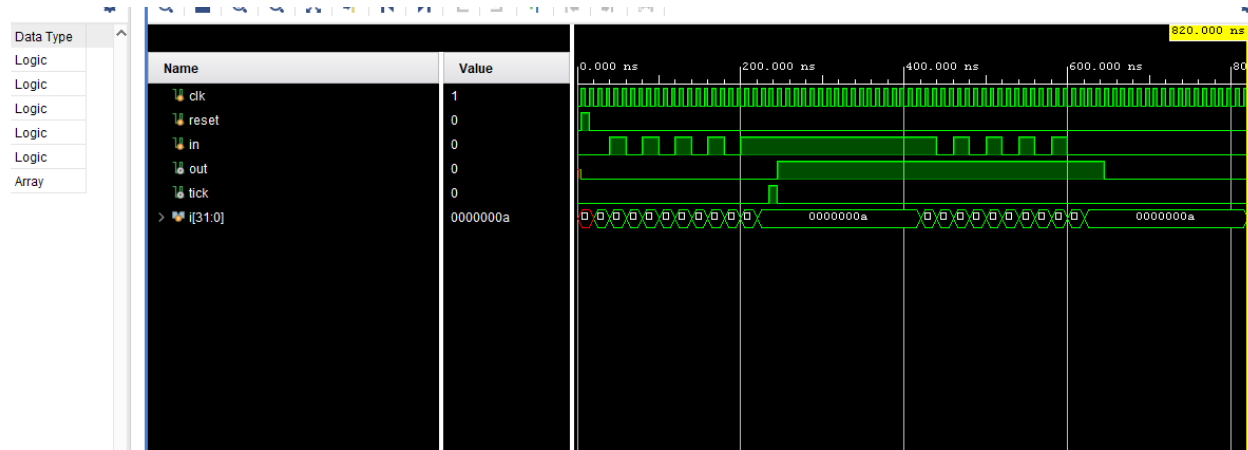 Data Type
Logic
Logic
Logic
Logic
Logic
Array
820.000 ns
Name Value
0.000 ns 200.000 ns 400.000 ns 600.000 ns 80
clk 1
reset 0
in 0
out 0
tick 0
i[31:0] 0000000a 0000000a 0000000a